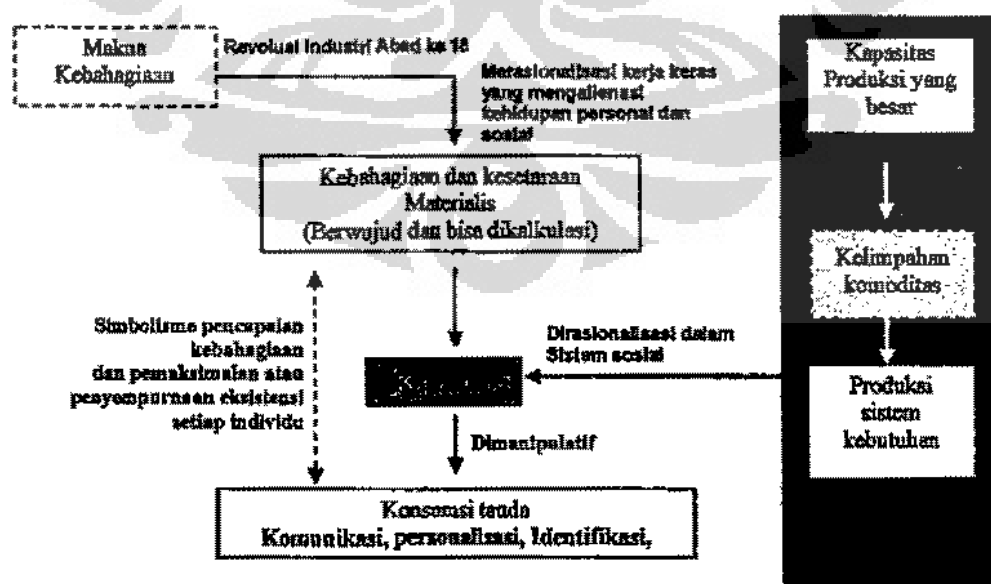 Makna
Kebahagiaan
Revolusi Industri Abad ke 18
Merasionalisasi kerja keras
yang mengalienasi
kehidupan personal dan
sosial
Kebahagiaan dan kesetaraan
Materialis
(Berwujud dan bisa dikalkulasi)
Simbolisme pencapaian
kebahagiaan
dan pemaksimalan atau
penyempurnaan eksistensi
setiap individu
Dirasionalisasi dalam
Sistem sosial
Dimanipulatif
Konsumsi tanda
Komunikasi, personalisasi, Identifikasi,
Kapasitas
Produksi yang
besar
Kelimpahan
komoditas
Produksi
sistem
kebutuhan